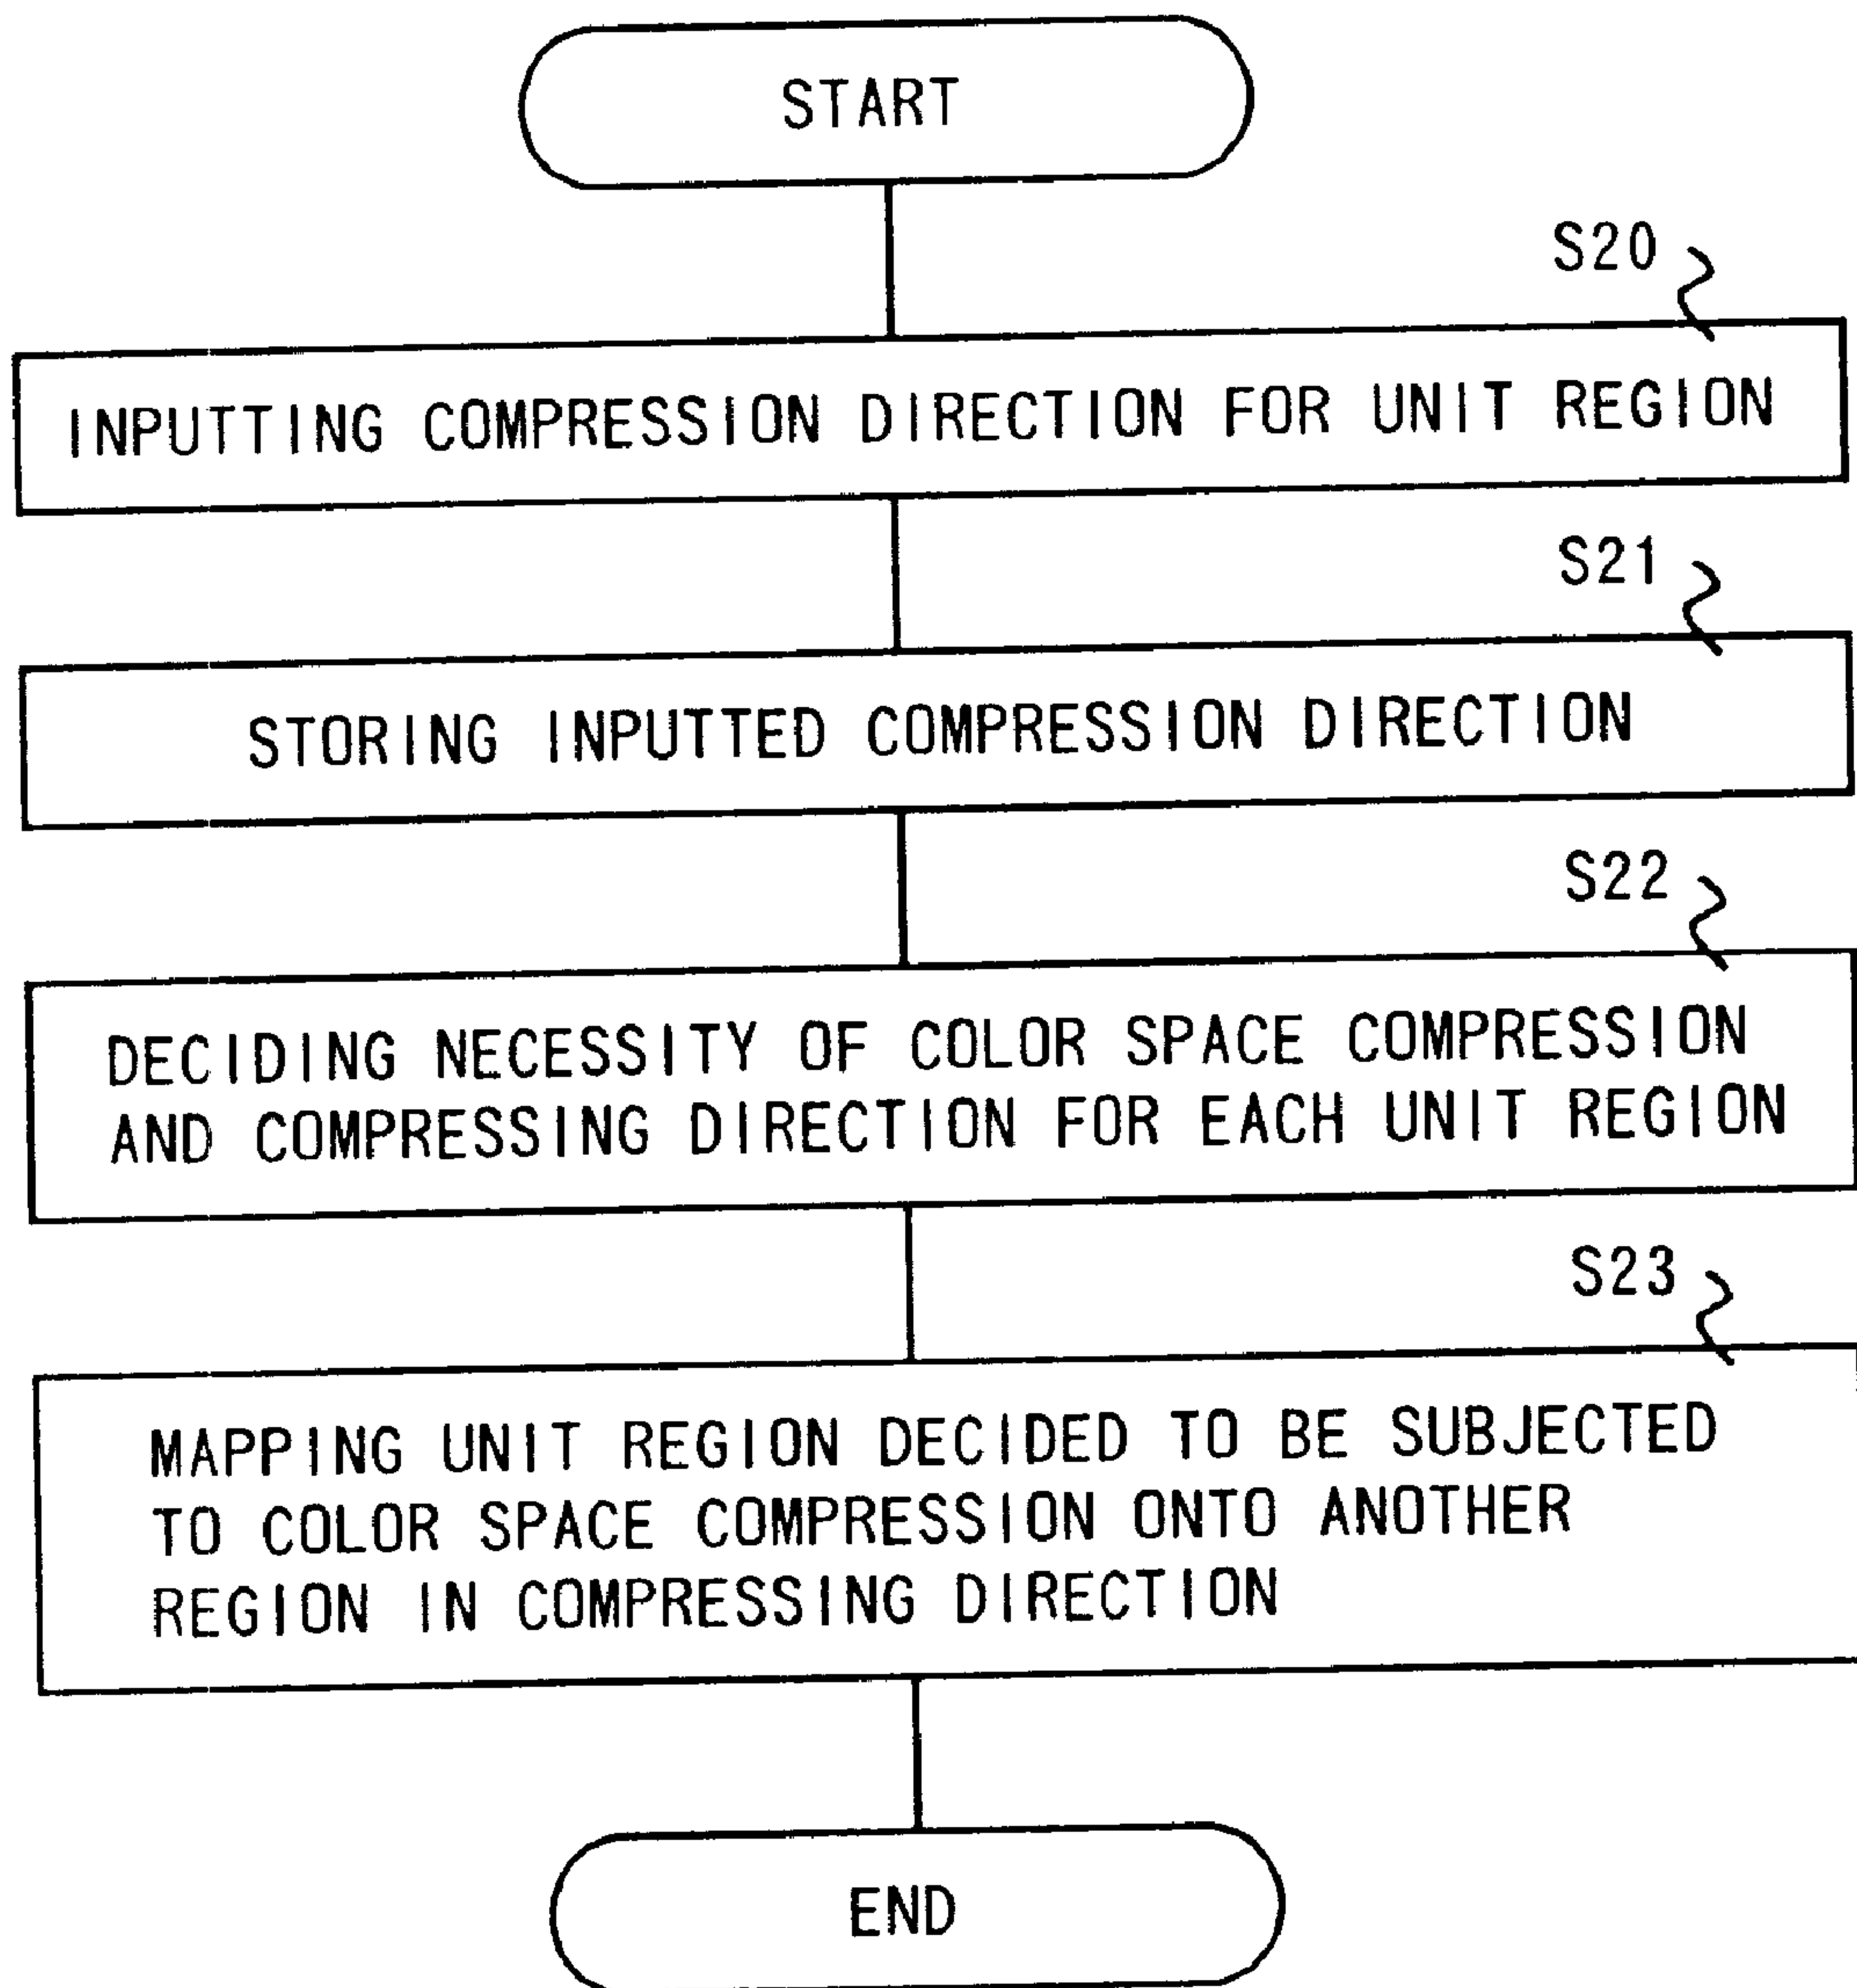 START
S20
INPUTTING COMPRESSION DIRECTION FOR UNIT REGION
S21
STORING INPUTTED COMPRESSION DIRECTION
S22
DECIDING NECESSITY OF COLOR SPACE COMPRESSION
AND COMPRESSING DIRECTION FOR EACH UNIT REGION
S23
MAPPING UNIT REGION DECIDED TO BE SUBJECTED
TO COLOR SPACE COMPRESSION ONTO ANOTHER
REGION IN COMPRESSING DIRECTION
END